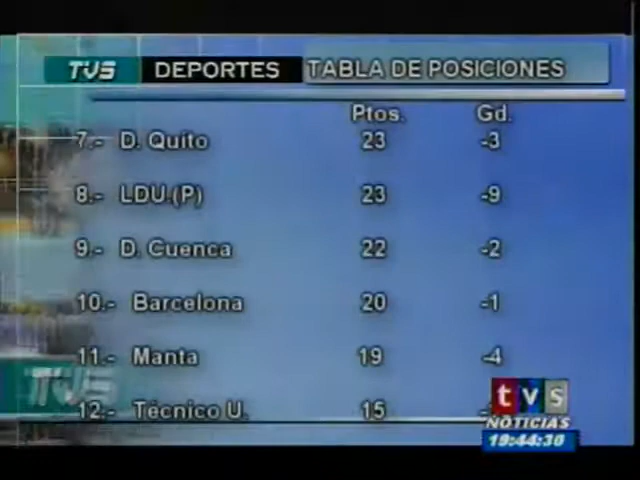 TVS DEPORTES TABLA DE POSICIONES
Ptos. Gd.
7.- D. Quito 23 -3
8.- LDU.(P) 23 -9
9.- D. Cuenca 22 -2
10.- Barcelona 20 -1
11.- Manta 19 -4
12.- Técnico U. 15
TVS
tvs
NOTICIAS
19:44:30